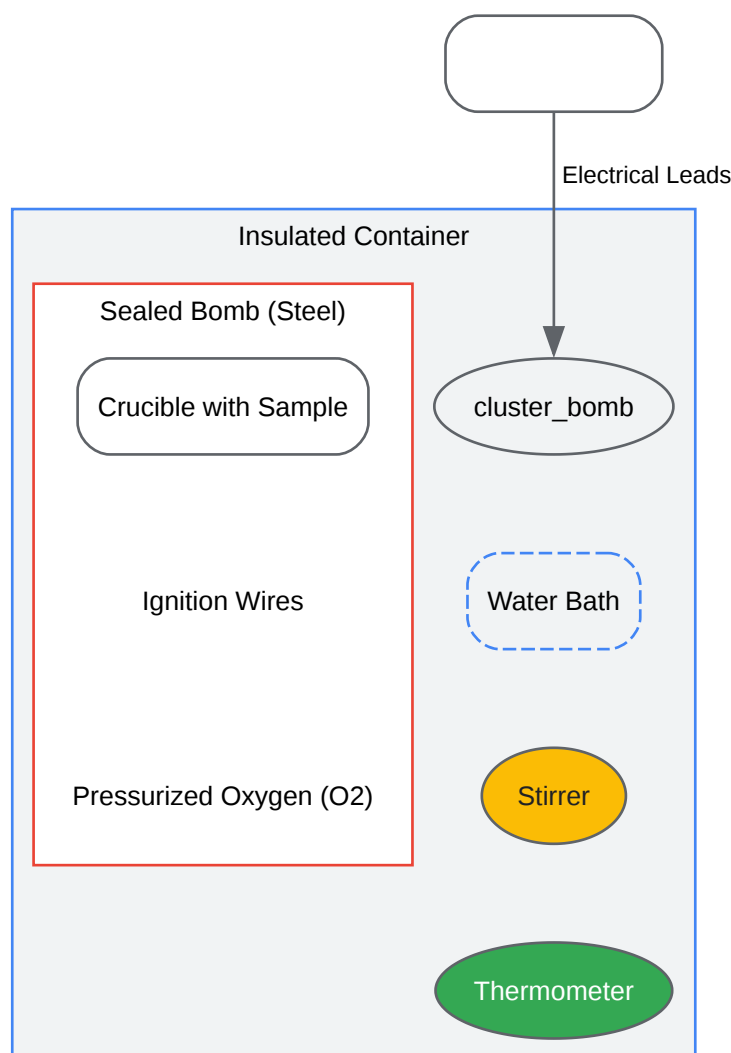 Electrical Leads
Insulated Container
Sealed Bomb (Steel)
Crucible with Sample
cluster_bomb
Ignition Wires
Water Bath
Pressurized Oxygen (O2)
Stirrer
Thermometer